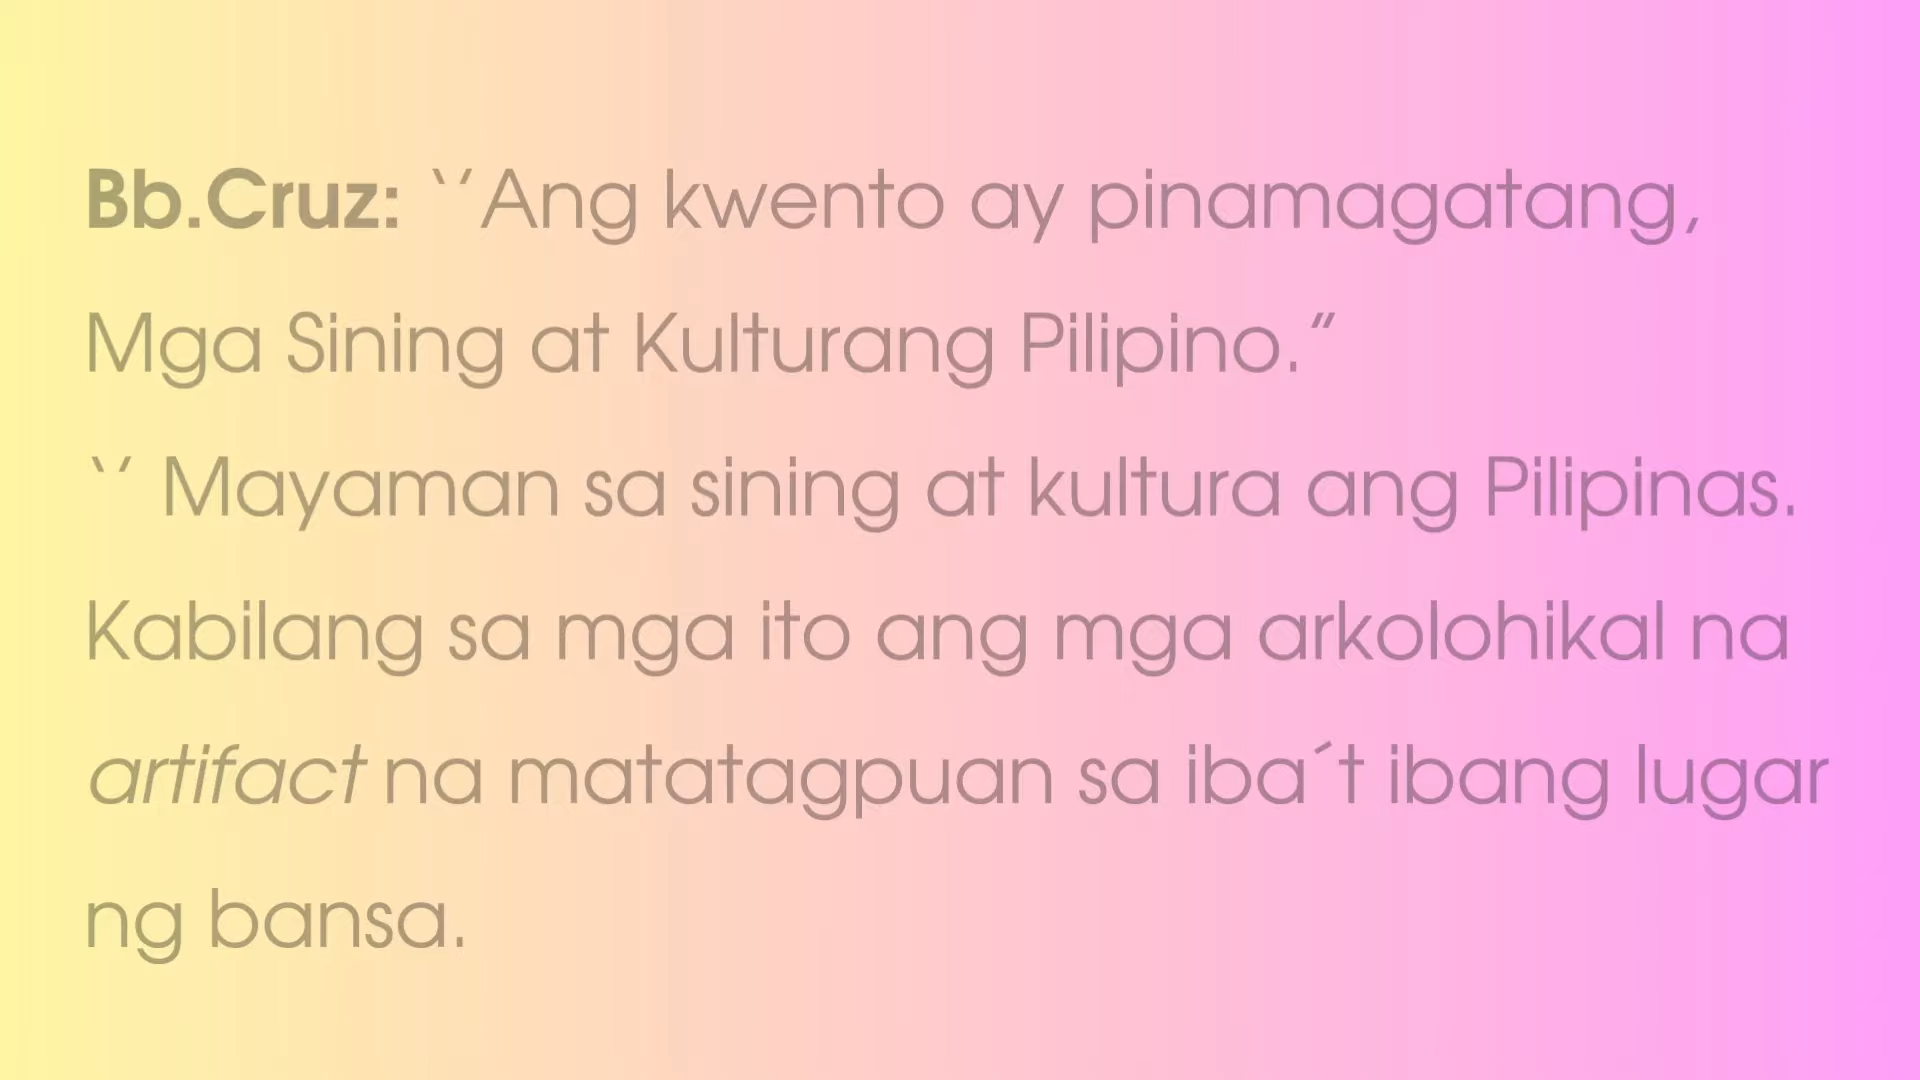 Bb.Cruz: ``Ang kwento ay pinamagatang,
Mga Sining at Kulturang Pilipino.”
`´ Mayaman sa sining at kultura ang Pilipinas.
Kabilang sa mga ito ang mga arkolohikal na
artifact na matatagpuan sa iba´t ibang lugar
ng bansa.